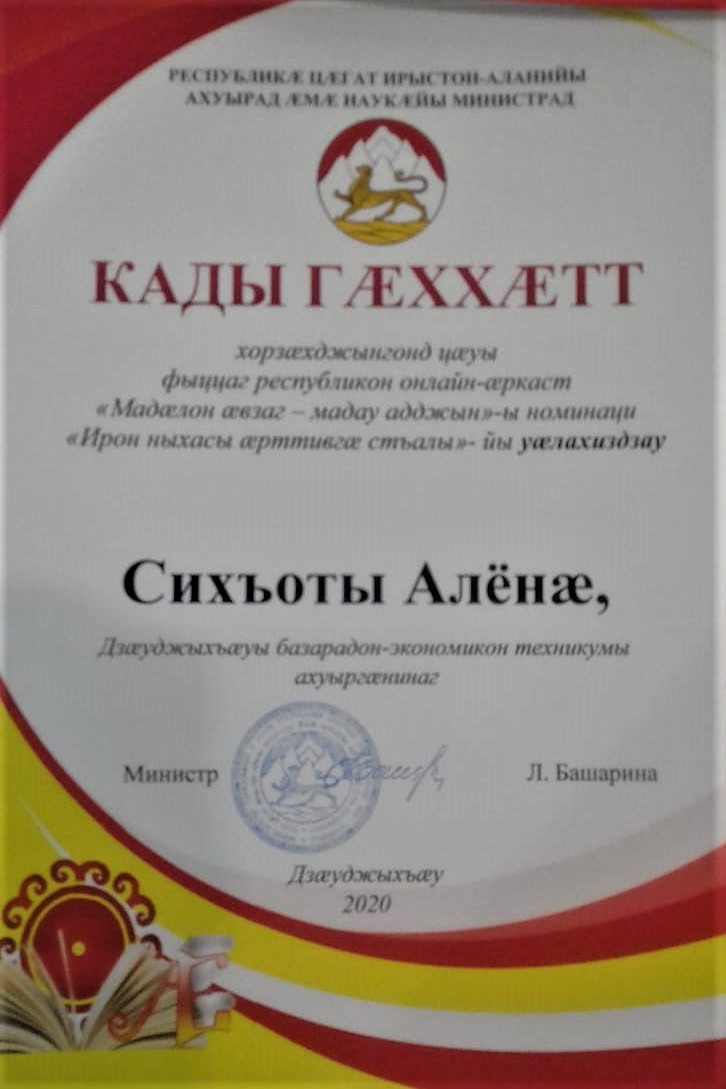 РЕСПУБЛИКÆ ЦÆГАТ ИРЫСТОН-АЛАНИЙЫ
АХУЫРАД ÆМÆ НАУКÆЙЫ МИНИСТРАД
КАДЫ ГÆХХÆТТ
хорзæхджынгонд цæуы
фыццаг республикон онлайн-æркаст
«Мадæлон æвзаг – мадау адджын»-ы номинаци
«Ирон ныхасы æрттивгæ стъалы»- йы уæлахиздзау
Сихъоты Алёнæ,
Дзæуджыхъæуы базарадон-экономикон техникумы
ахуыргæнинаг
Министр
Л. Башарина
Дзæуджыхъæу
2020
Æ